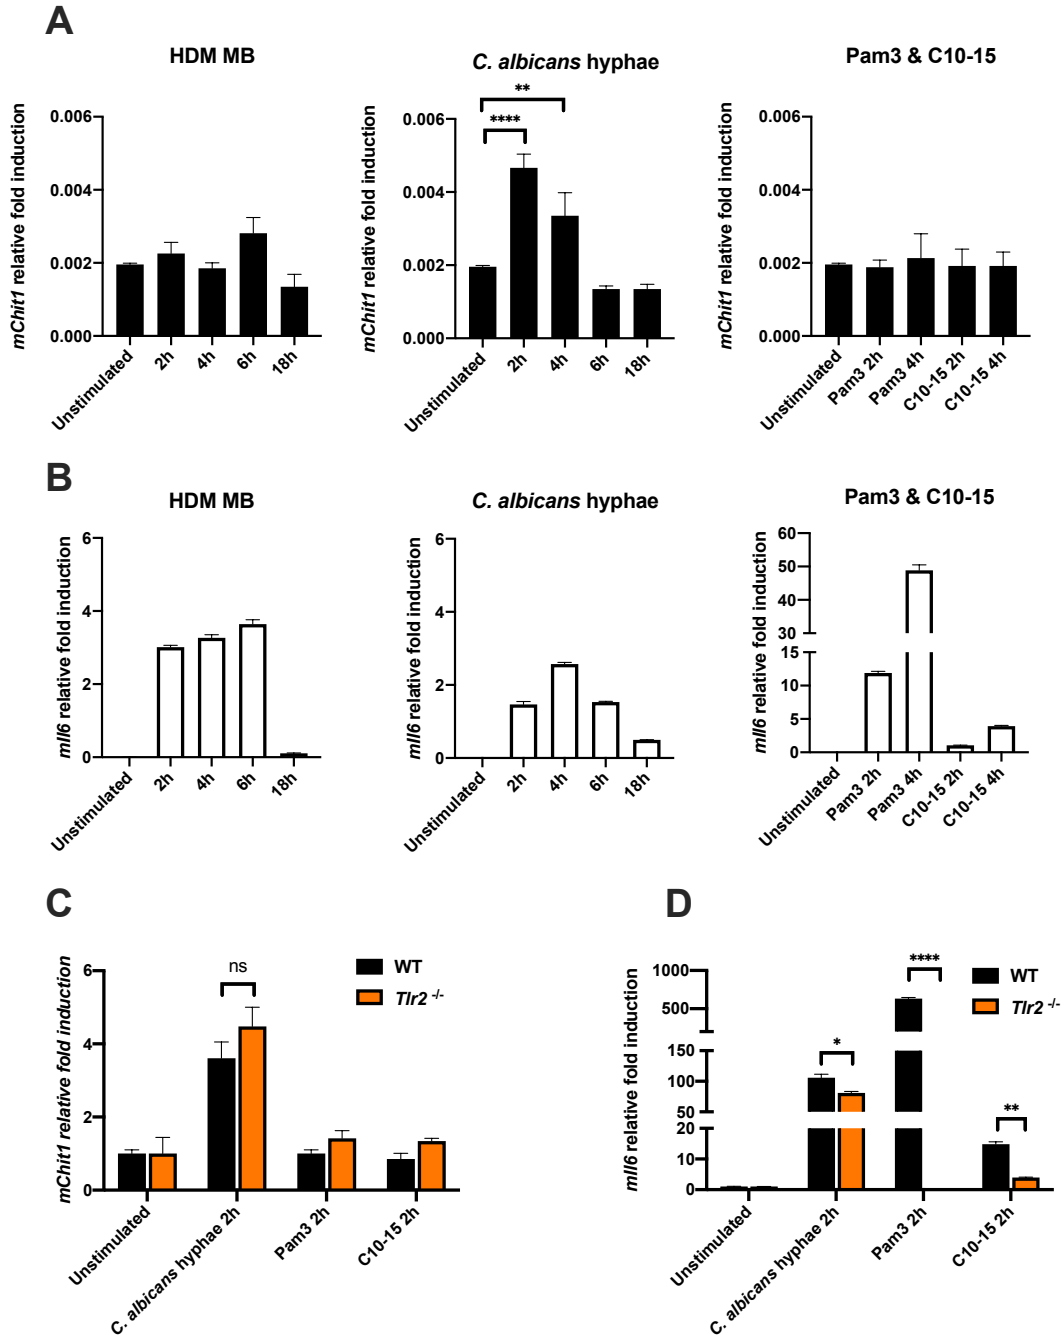 A
HDM MB
C. albicans hyphae
Pam3 & C10-15
mChit1 relative fold induction
0.006
0.004
0.002
0.000
Unstimulated
2h
4h
6h
18h
mChit1 relative fold induction
0.006
0.004
0.002
0.000
**
****
Unstimulated
2h
4h
6h
18h
mChit1 relative fold induction
0.006
0.004
0.002
0.000
Unstimulated
Pam3 2h
Pam3 4h
C10-15 2h
C10-15 4h
B
HDM MB
C. albicans hyphae
Pam3 & C10-15
mIl6 relative fold induction
6
4
2
0
Unstimulated
2h
4h
6h
18h
mIl6 relative fold induction
6
4
2
0
Unstimulated
2h
4h
6h
18h
mIl6 relative fold induction
60
50
40
30
15
10
5
0
Unstimulated
Pam3 2h
Pam3 4h
C10-15 2h
C10-15 4h
C
mChit1 relative fold induction
6
4
2
0
ns
WT
Tlr2 -/-
Unstimulated
C. albicans hyphae 2h
Pam3 2h
C10-15 2h
D
mIl6 relative fold induction
1000
500
150
100
50
20
10
0
*
****
**
WT
Tlr2 -/-
Unstimulated
C. albicans hyphae 2h
Pam3 2h
C10-15 2h